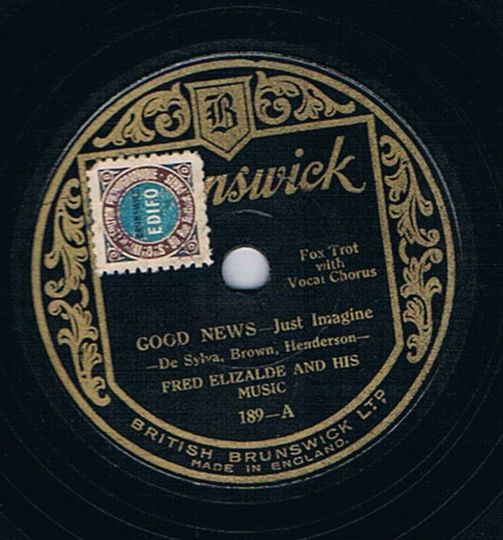 B
nswick
BRUNSWICK
EDIFO
Fox Trot
with
Vocal Chorus
GOOD NEWS—Just Imagine
—De Sylva, Brown, Henderson—
FRED ELIZALDE AND HIS
MUSIC
189—A
BRITISH BRUNSWICK LTD
MADE IN ENGLAND.